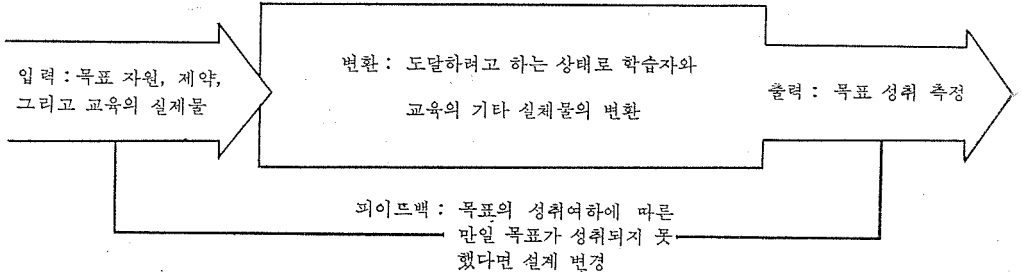 입력 : 목표 자원, 제약,
그리고 교육의 실제물
변환 : 도달하려고 하는 상태로 학습자와
교육의 기타 실체물의 변환
출력 : 목표 성취 측정
피이드백 : 목표의 성취여하에 따른
만일 목표가 성취되지 못
했다면 설계 변경